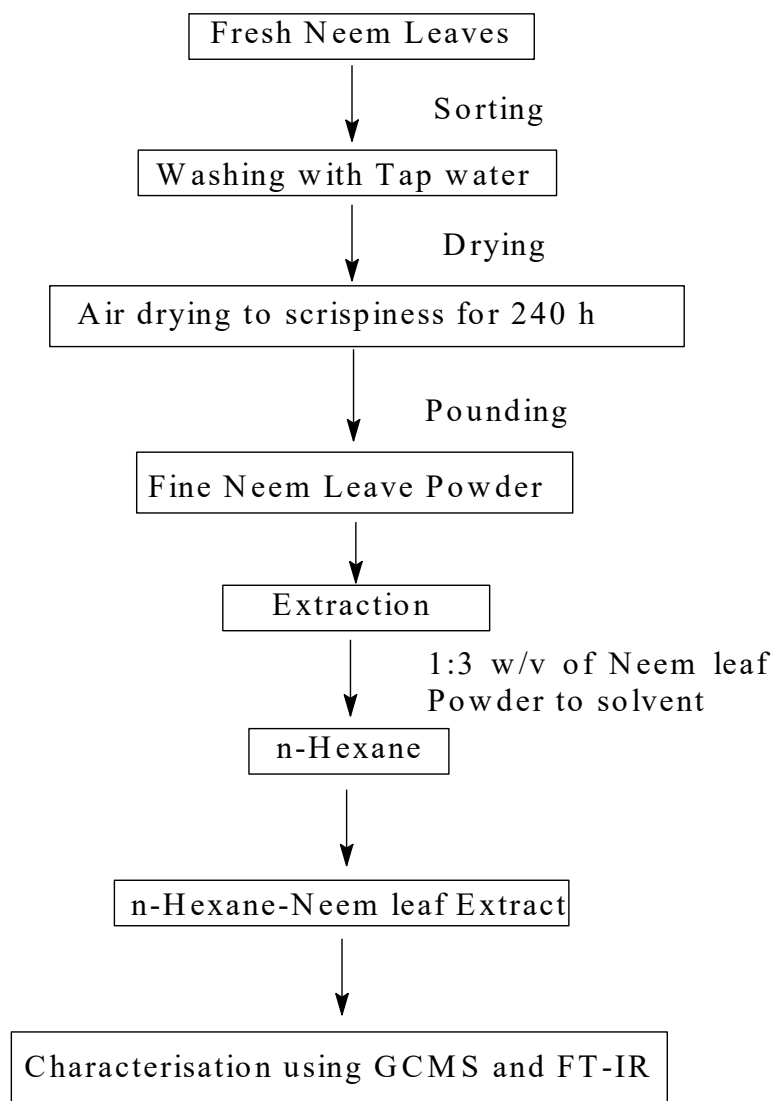 Fresh Neem Leaves
Sorting
Washing with Tap water
Drying
Air drying to scrispiness for 240 h
Pounding
Fine Neem Leave Powder
Extraction
1:3 w/v of Neem leaf
Powder to solvent
n-Hexane
n-Hexane-Neem leaf Extract
Characterisation using GCMS and FT-IR